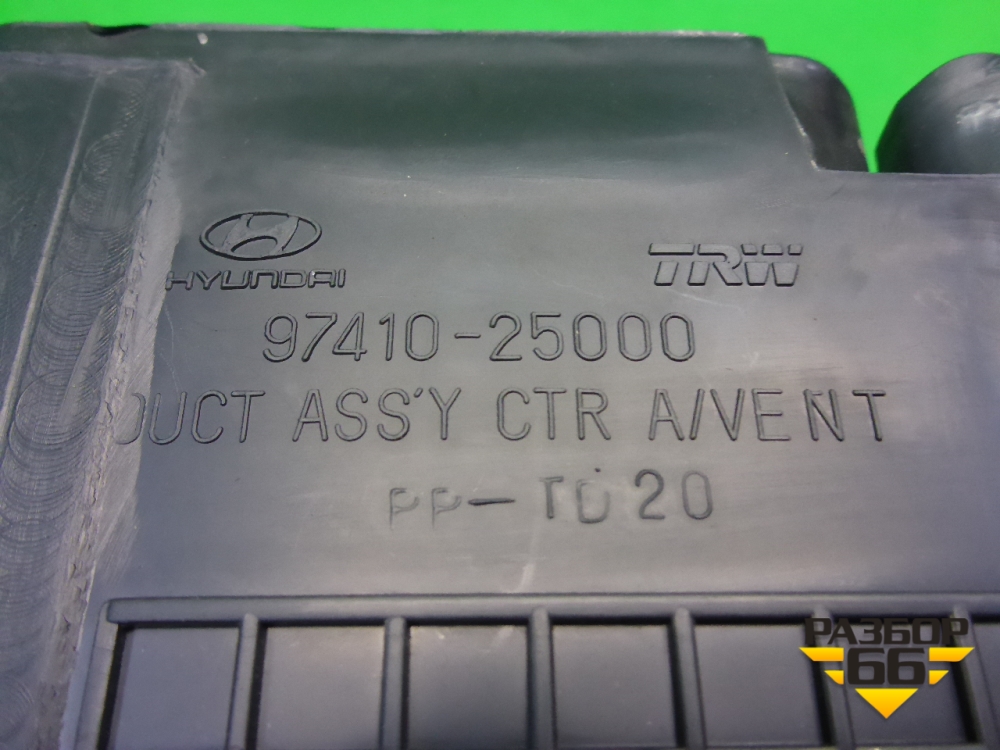 HYUNDAI TRW
97410-25000
DUCT ASS'Y CTR A/VENT
PP-TD20
РАЗБОР
66